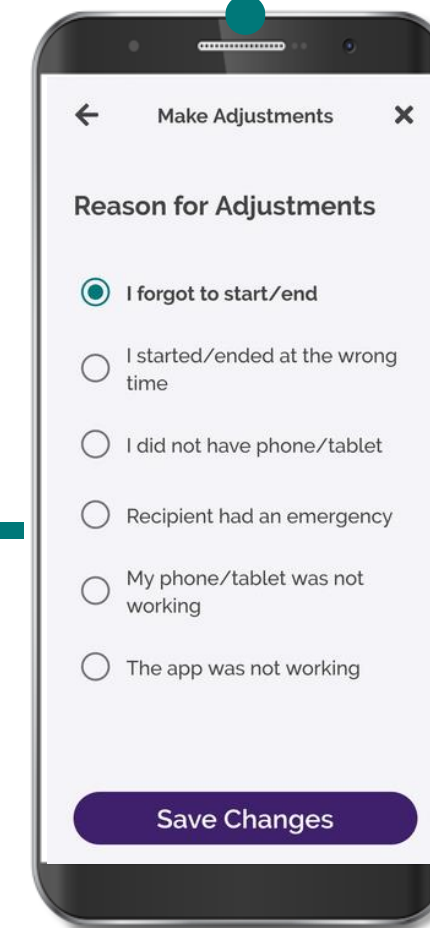 Make Adjustments
Reason for Adjustments
I forgot to start/end
I started/ended at the wrong
time
I did not have phone/tablet
Recipient had an emergency
My phone/tablet was not
working
The app was not working
Save Changes